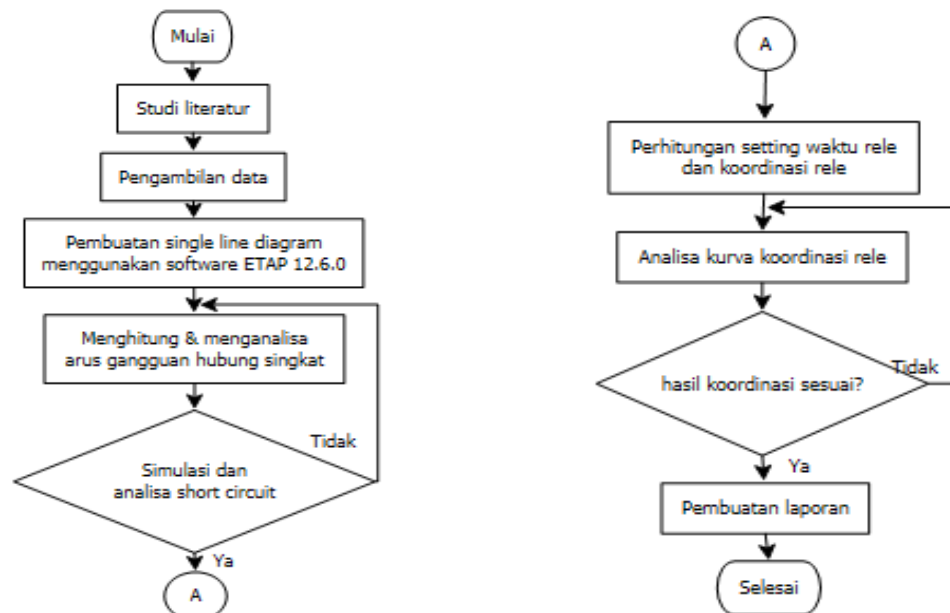 Mulai
Studi literatur
Pengambilan data
Pembuatan single line diagram
menggunakan software ETAP 12.6.0
Menghitung & menganalisa
arus gangguan hubung singkat
Tidak
Simulasi dan
analisa short circuit
Ya
A
A
Perhitungan setting waktu rele
dan koordinasi rele
Analisa kurva koordinasi rele
Tidak
hasil koordinasi sesuai?
Ya
Pembuatan laporan
Selesai